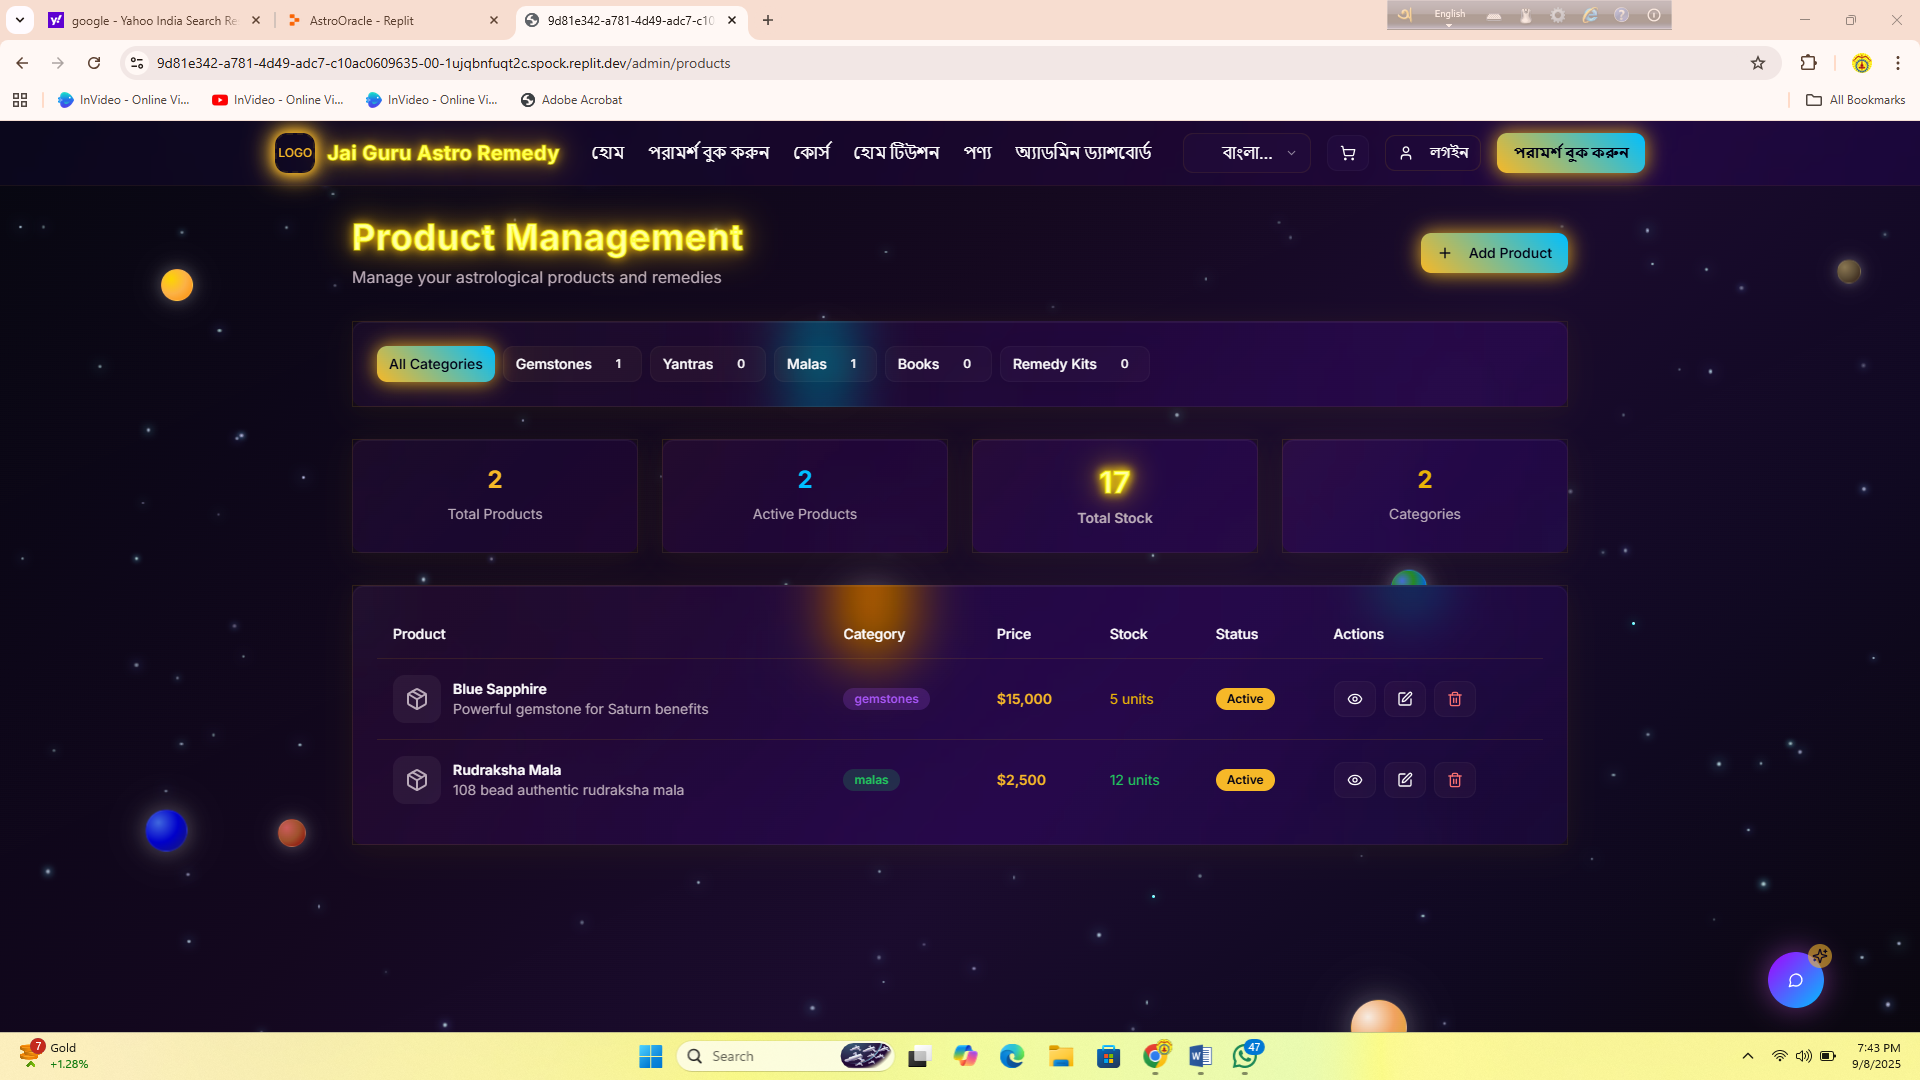 google - Yahoo India Search Re
AstroOracle - Replit
9d81e342-a781-4d49-adc7-c10
English
9d81e342-a781-4d49-adc7-c10ac0609635-00-1ujqbnfuqt2c.spock.replit.dev/admin/products
InVideo - Online Vi...
InVideo - Online Vi...
InVideo - Online Vi...
Adobe Acrobat
All Bookmarks
LOGO
Jai Guru Astro Remedy
হোম
পরামর্শ বুক করুন
কোর্স
হোম টিউশন
পণ্য
অ্যাডমিন ড্যাশবোর্ড
বাংলা...
লগইন
পরামর্শ বুক করুন
Product Management
Manage your astrological products and remedies
+ Add Product
All Categories
Gemstones 1
Yantras 0
Malas 1
Books 0
Remedy Kits 0
2
Total Products
2
Active Products
17
Total Stock
2
Categories
Product Category Price Stock Status Actions
Blue Sapphire
Powerful gemstone for Saturn benefits
gemstones
$15,000
5 units
Active
Rudraksha Mala
108 bead authentic rudraksha mala
malas
$2,500
12 units
Active
7
Gold
+1.28%
Search
47
7:43 PM
9/8/2025